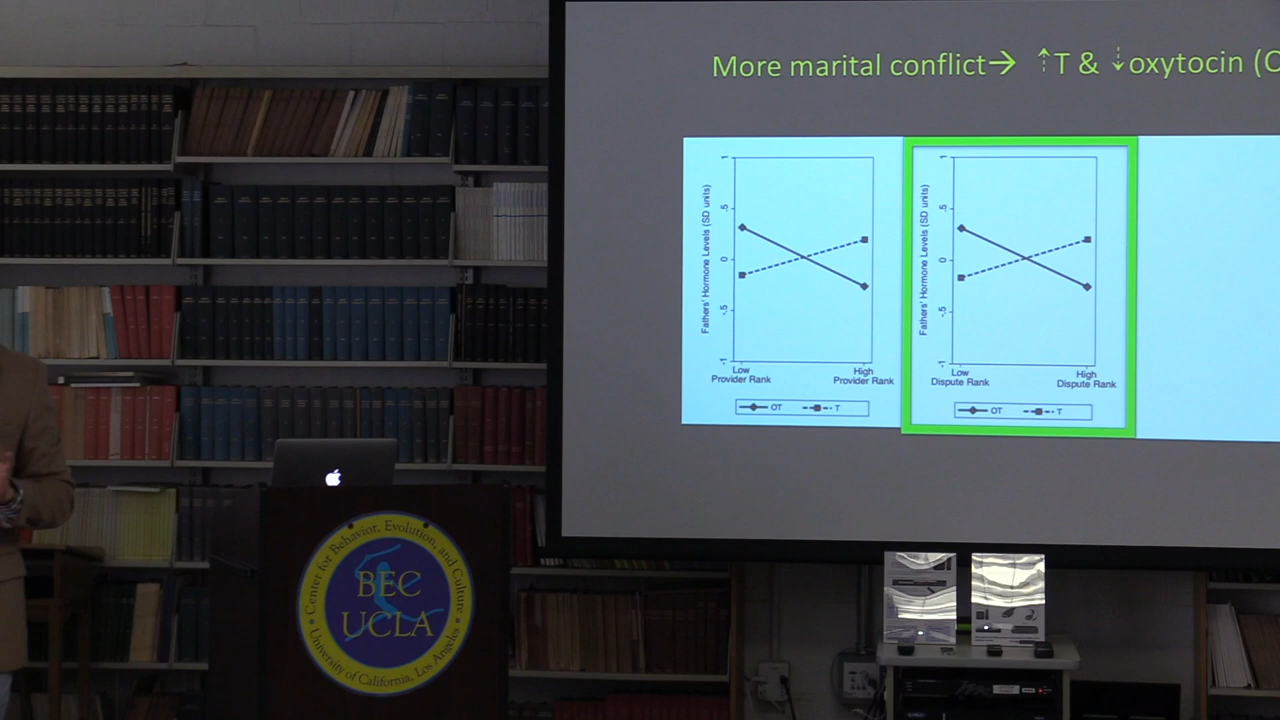 More marital conflict→ ↑T & ↓oxytocin (O
Fathers' Hormone Levels (SD units)
1
.5
0
-.5
-1
Low
Provider Rank
High
Provider Rank
OT
T
Fathers' Hormone Levels (SD units)
1
.5
0
-.5
-1
Low
Dispute Rank
High
Dispute Rank
OT
T
Center for Behavior, Evolution, and Culture
BEC
UCLA
University of California, Los Angeles